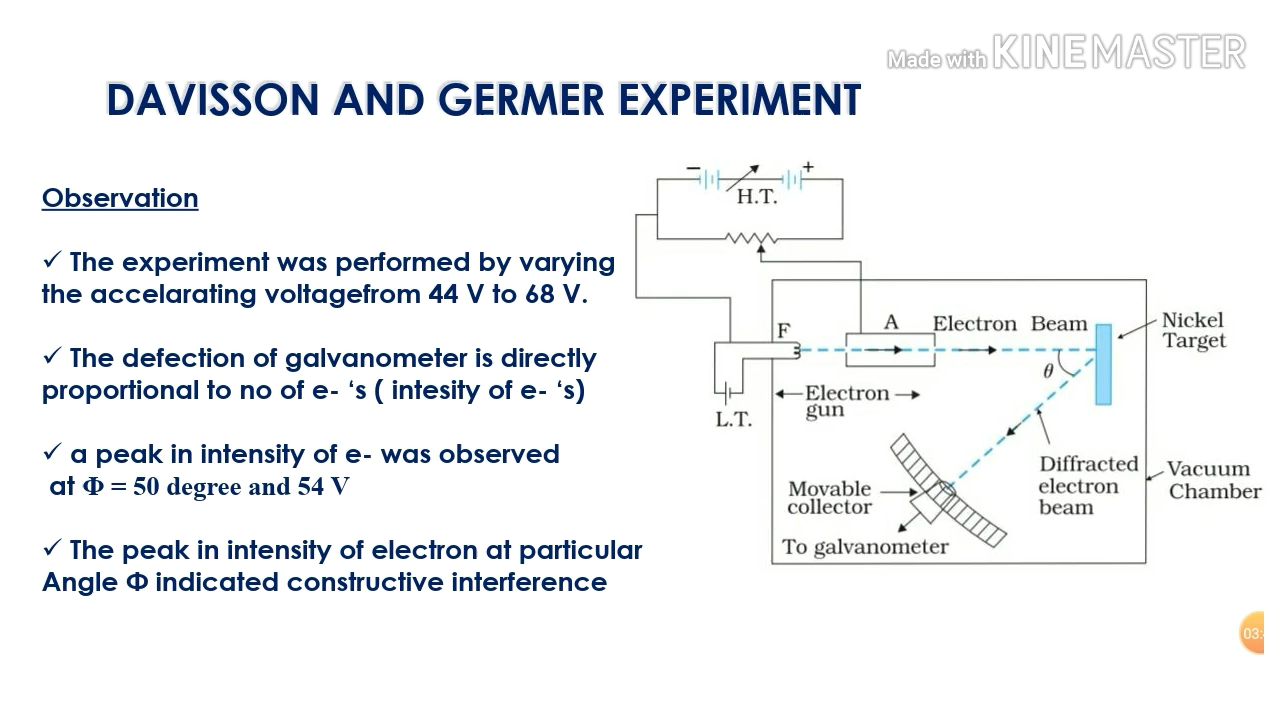 Made with KINEMASTER
DAVISSON AND GERMER EXPERIMENT
Observation
✓ The experiment was performed by varying
the accelarating voltagefrom 44 V to 68 V.
✓ The defection of galvanometer is directly
proportional to no of e- ‘s ( intesity of e- ‘s)
✓ a peak in intensity of e- was observed
at Φ = 50 degree and 54 V
✓ The peak in intensity of electron at particular
Angle Φ indicated constructive interference
− +
H.T.
F
A
Electron Beam
Nickel
Target
θ
Electron
gun
L.T.
Diffracted
electron
beam
Vacuum
Chamber
Movable
collector
To galvanometer